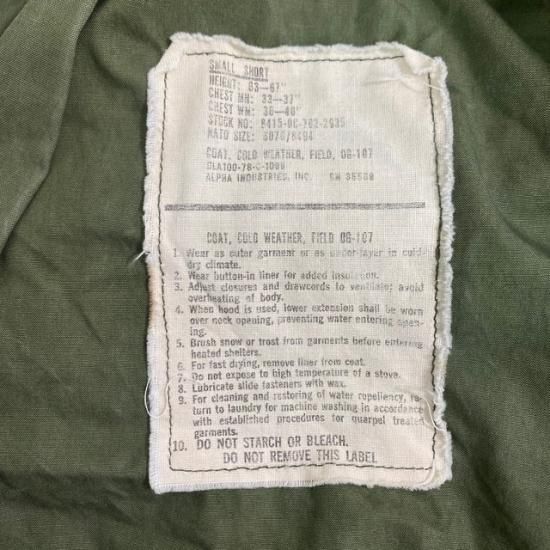 SMALL SHORT
HEIGHT: 63-67"
CHEST MH: 33-37"
CHEST WM: 36-40"
STOCK NO: 8415-00-782-2935
NATO SIZE: 6070/8494
COAT, COLD WEATHER, FIELD, OG-107
DLA100-78-C-
ALPHA INDUSTRIES, INC.
COAT, COLD WEATHER, FIELD OG-107
1. Wear as outer garment or as under-layer in cold-
dry climate.
2. Wear button-in liner for added insulation.
3. Adjust closures and drawcords to ventilate; avoid
overheating of body.
4. When hood is used, lower extension shall be worn
over neck opening, preventing water entering open-
ing.
5. Brush snow or frost from garments before entering
heated shelters.
6. For fast drying, remove liner from coat.
7. Do not expose to high temperature of a stove.
8. Lubricate slide fasteners with wax.
9. For cleaning and restoring of water repellency, re-
turn to laundry for machine washing in accordance
with established procedures for quarpel treated
garments.
10. DO NOT STARCH OR BLEACH.
DO NOT REMOVE THIS LABEL